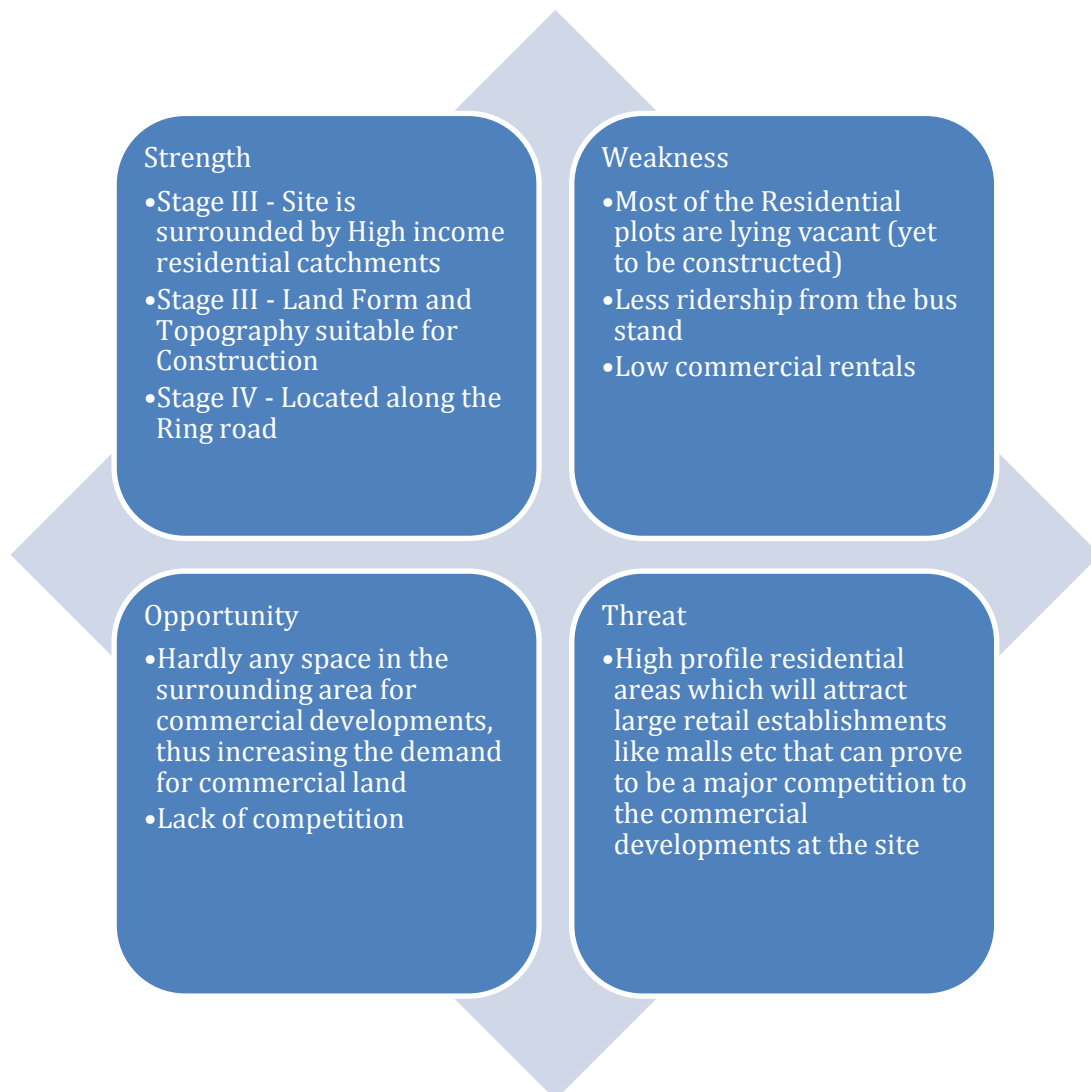 Strength
•Stage III - Site is
surrounded by High income
residential catchments
•Stage III - Land Form and
Topography suitable for
Construction
•Stage IV - Located along the
Ring road
Weakness
•Most of the Residential
plots are lying vacant (yet
to be constructed)
•Less ridership from the bus
stand
•Low commercial rentals
Opportunity
•Hardly any space in the
surrounding area for
commercial developments,
thus increasing the demand
for commercial land
•Lack of competition
Threat
•High profile residential
areas which will attract
large retail establishments
like malls etc that can prove
to be a major competition to
the commercial
developments at the site